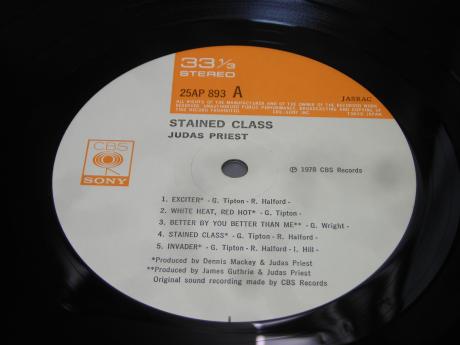 33 1/3
STEREO
25AP 893 A
JASRAC
ALL RIGHTS OF THE MANUFACTURER AND OF THE OWNER OF THE RECORDED WORK
RESERVED. UNAUTHORIZED PUBLIC PERFORMANCE, BROADCASTING AND COPYING OF
THIS RECORD PROHIBITED. CBS/SONY INC. TOKYO JAPAN
STAINED CLASS
JUDAS PRIEST
CBS
SONY
℗ 1978 CBS Records
1. EXCITER* - G. Tipton - R. Halford -
2. WHITE HEAT, RED HOT* - G. Tipton -
3. BETTER BY YOU BETTER THAN ME** - G. Wright -
4. STAINED CLASS* - G. Tipton - R. Halford -
5. INVADER* - G. Tipton - R. Halford - I. Hill -
*Produced by Dennis Mackay & Judas Priest
**Produced by James Guthrie & Judas Priest
Original sound recording made by CBS Records